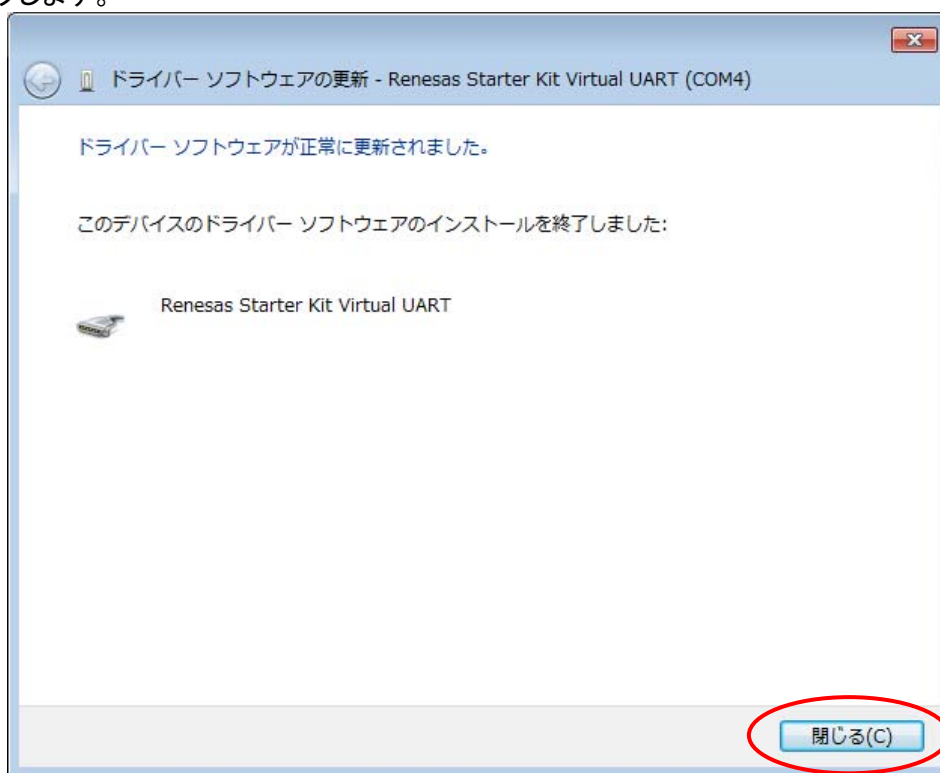 します。
ドライバー ソフトウェアの更新 - Renesas Starter Kit Virtual UART (COM4)
ドライバー ソフトウェアが正常に更新されました。
このデバイスのドライバー ソフトウェアのインストールを終了しました:
Renesas Starter Kit Virtual UART
閉じる(C)